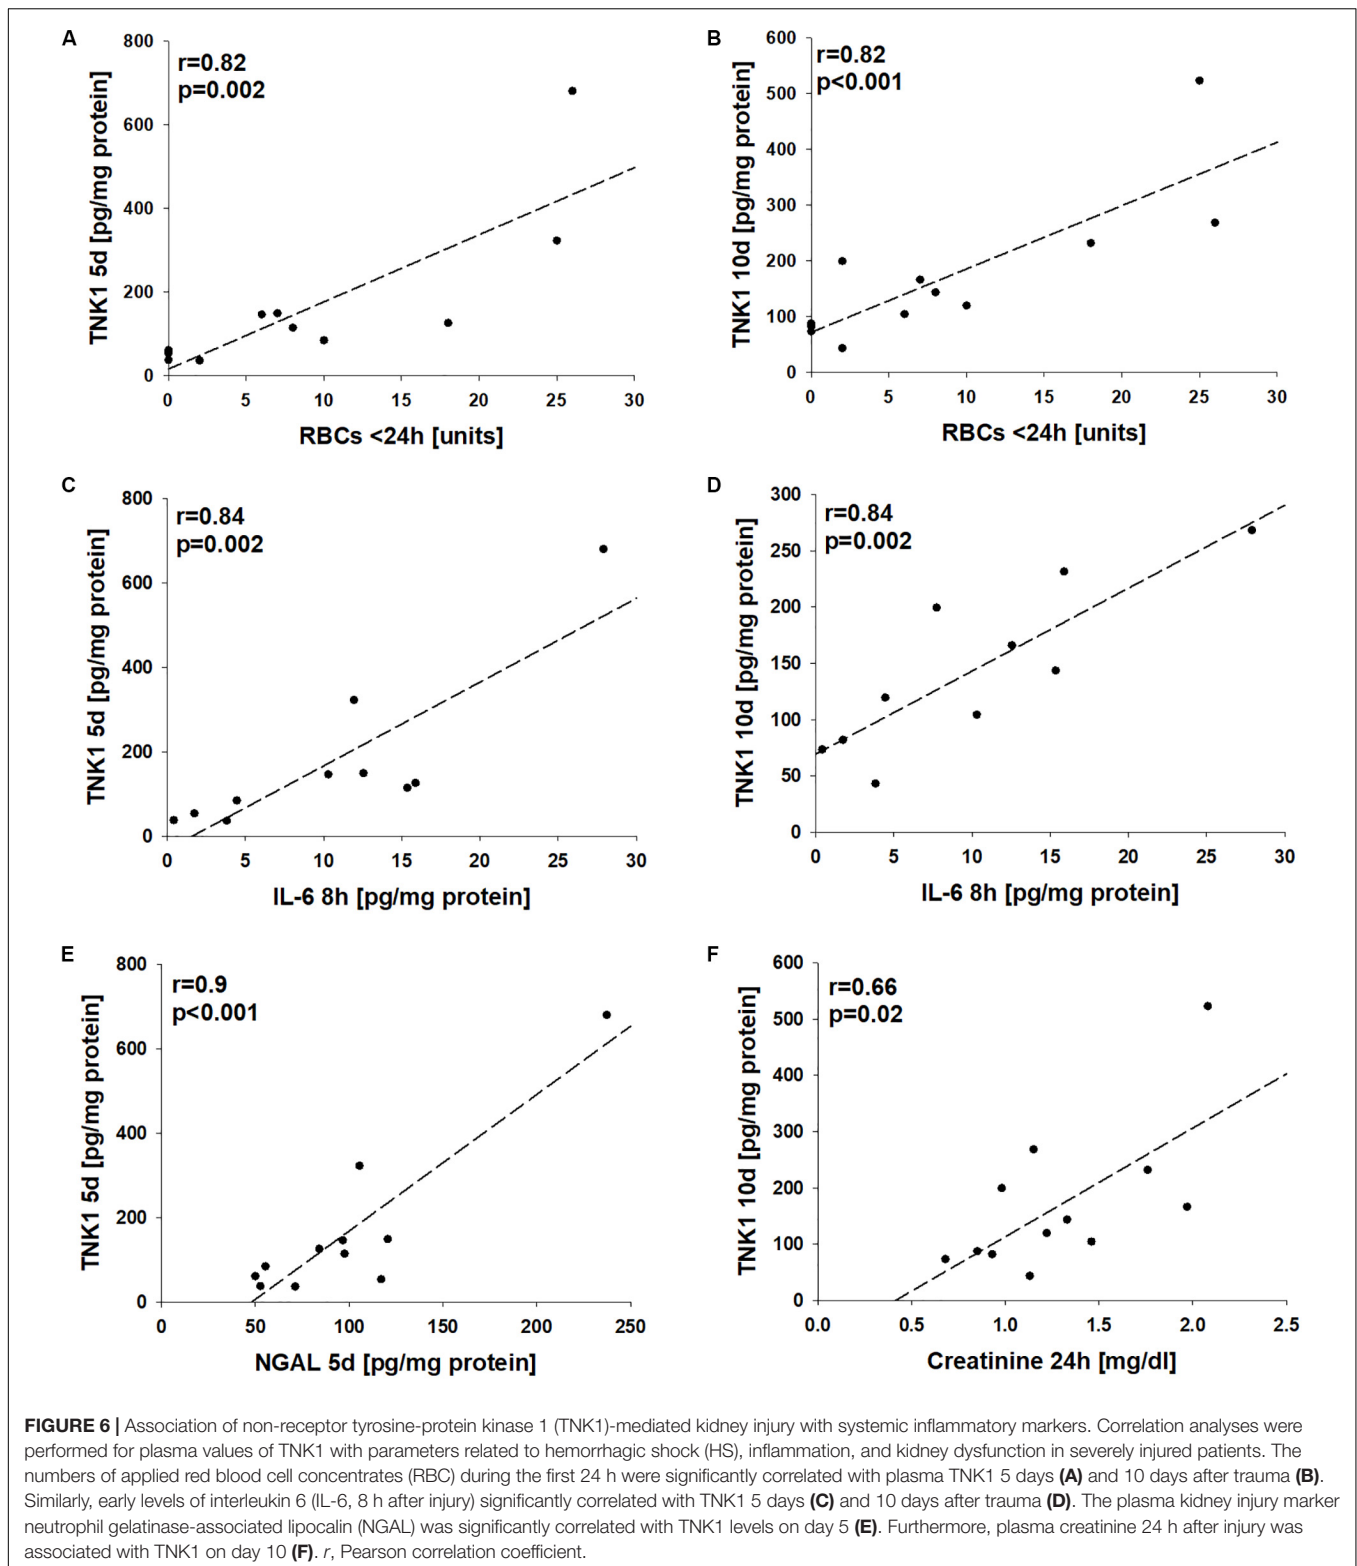 A
r=0.82
p=0.002
TNK1 5d [pg/mg protein]
800
600
400
200
0
0 5 10 15 20 25 30
RBCs <24h [units]
B
r=0.82
p<0.001
TNK1 10d [pg/mg protein]
600
500
400
300
200
100
0
0 5 10 15 20 25 30
RBCs <24h [units]
C
r=0.84
p=0.002
TNK1 5d [pg/mg protein]
800
600
400
200
0
0 5 10 15 20 25 30
IL-6 8h [pg/mg protein]
D
r=0.84
p=0.002
TNK1 10d [pg/mg protein]
300
250
200
150
100
50
0
0 5 10 15 20 25 30
IL-6 8h [pg/mg protein]
E
r=0.9
p<0.001
TNK1 5d [pg/mg protein]
800
600
400
200
0
0 50 100 150 200 250
NGAL 5d [pg/mg protein]
F
r=0.66
p=0.02
TNK1 10d [pg/mg protein]
600
500
400
300
200
100
0
0.0 0.5 1.0 1.5 2.0 2.5
Creatinine 24h [mg/dl]
FIGURE 6 | Association of non-receptor tyrosine-protein kinase 1 (TNK1)-mediated kidney injury with systemic inflammatory markers. Correlation analyses were
performed for plasma values of TNK1 with parameters related to hemorrhagic shock (HS), inflammation, and kidney dysfunction in severely injured patients. The
numbers of applied red blood cell concentrates (RBC) during the first 24 h were significantly correlated with plasma TNK1 5 days (A) and 10 days after trauma (B).
Similarly, early levels of interleukin 6 (IL-6, 8 h after injury) significantly correlated with TNK1 5 days (C) and 10 days after trauma (D). The plasma kidney injury marker
neutrophil gelatinase-associated lipocalin (NGAL) was significantly correlated with TNK1 levels on day 5 (E). Furthermore, plasma creatinine 24 h after injury was
associated with TNK1 on day 10 (F). r, Pearson correlation coefficient.